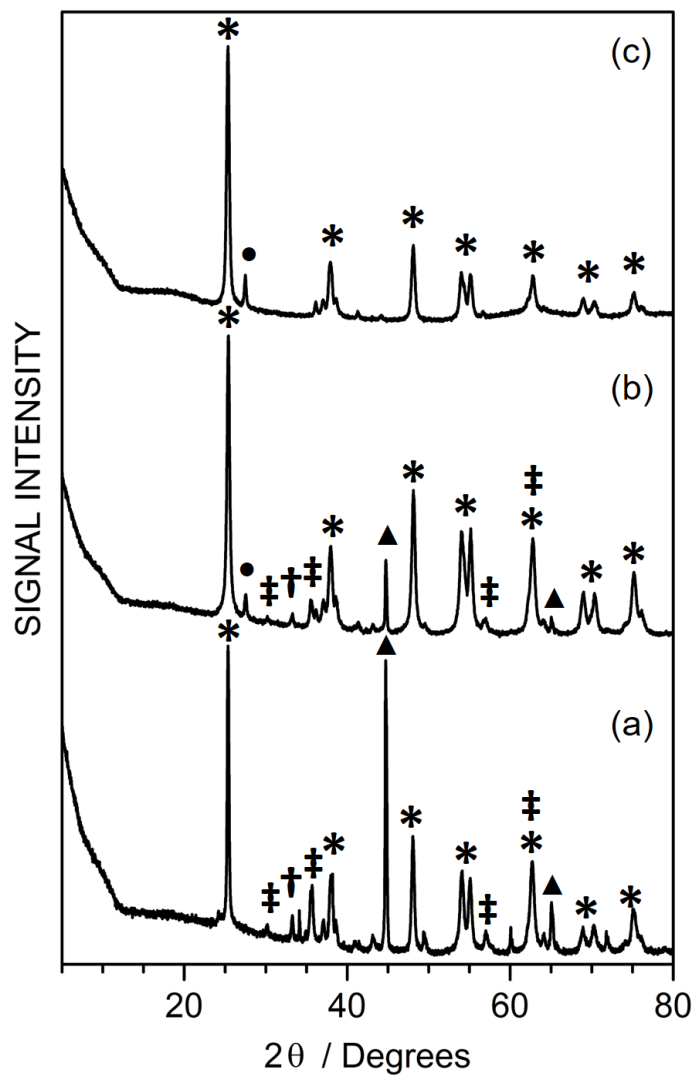 (c)
* ● * * * * * *
(b)
* ● ‡ † ‡ * ▲ * * ‡ ‡ * ▲ * *
(a)
* ‡ † ‡ * ▲ * * ‡ ‡ * ▲ * *
SIGNAL INTENSITY
20 40 60 80
2θ / Degrees